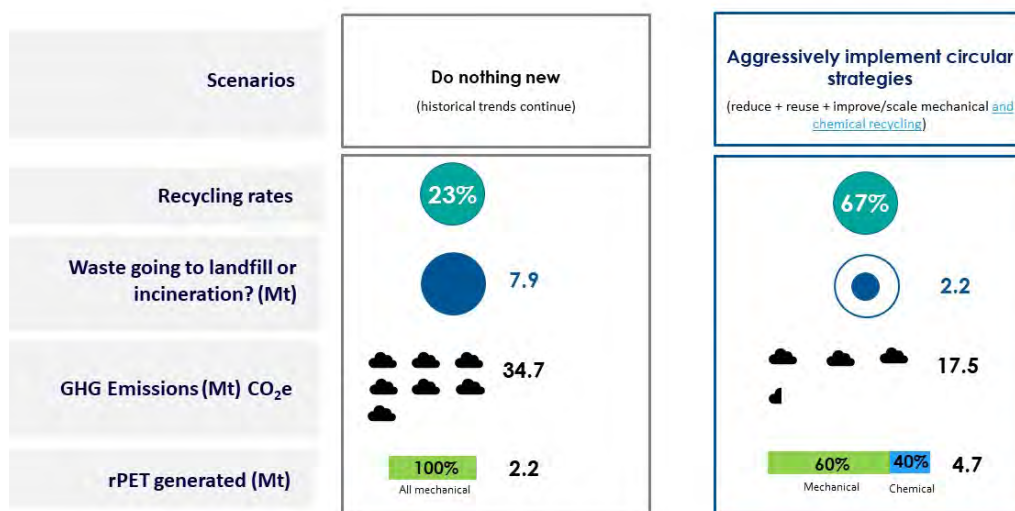 Scenarios
Do nothing new
(historical trends continue)
Aggressively implement circular
strategies
(reduce + reuse + improve/scale mechanical and
chemical recycling)
Recycling rates
23%
67%
Waste going to landfill or
incineration? (Mt)
7.9
2.2
GHG Emissions (Mt) CO₂e
34.7
17.5
rPET generated (Mt)
100%
2.2
All mechanical
60%
40%
4.7
Mechanical
Chemical